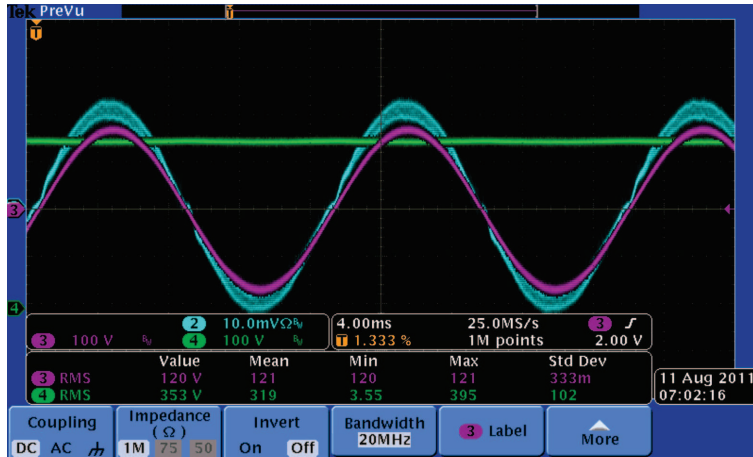 Tek PreVu
T
T
3
4
2 10.0mVΩ Bw
3 100 V Bw 4 100 V Bw
4.00ms 25.0MS/s 3
T 1.333 % 1M points 2.00 V
Value Mean Min Max Std Dev
3 RMS 120 V 121 120 121 333m
4 RMS 353 V 319 3.55 395 102
11 Aug 2011
07:02:16
Coupling
DC AC
Impedance
(Ω)
1M 75 50
Invert
On Off
Bandwidth
20MHz
3 Label
More